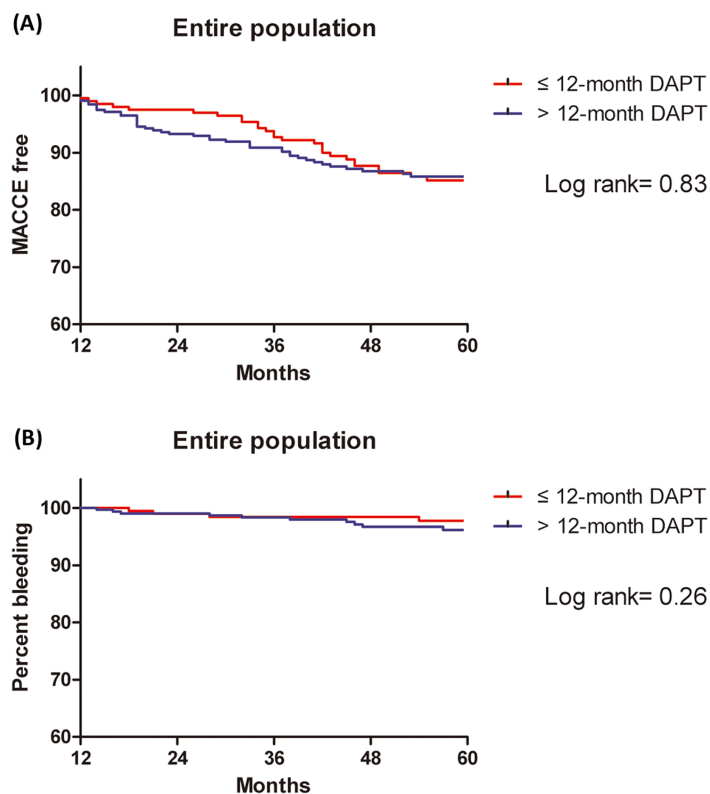 (A)
Entire population
≤ 12-month DAPT
> 12-month DAPT
Log rank= 0.83
MACCE free
100
90
80
70
60
12 24 36 48 60
Months
(B)
Entire population
≤ 12-month DAPT
> 12-month DAPT
Log rank= 0.26
Percent bleeding
100
90
80
70
60
12 24 36 48 60
Months